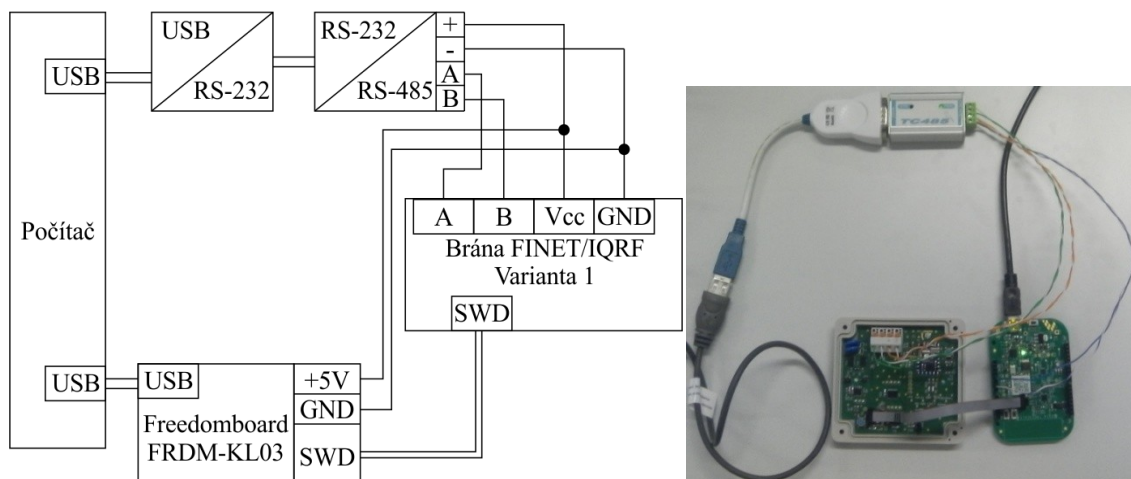 USB
RS-232
RS-232
RS-485
+
-
A
B
USB
Počítač
A
B
Vcc
GND
Brána FINET/IQRF
Varianta 1
SWD
USB
USB
Freedomboard
FRDM-KL03
+5V
GND
SWD
TC485